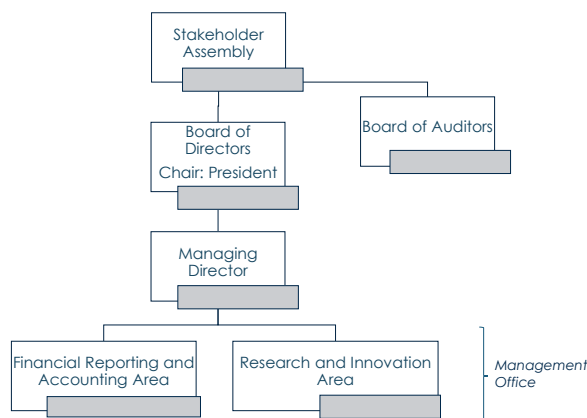 Stakeholder
Assembly
Board of
Directors
Chair: President
Board of Auditors
Managing
Director
Financial Reporting and
Accounting Area
Research and Innovation
Area
Management
Office